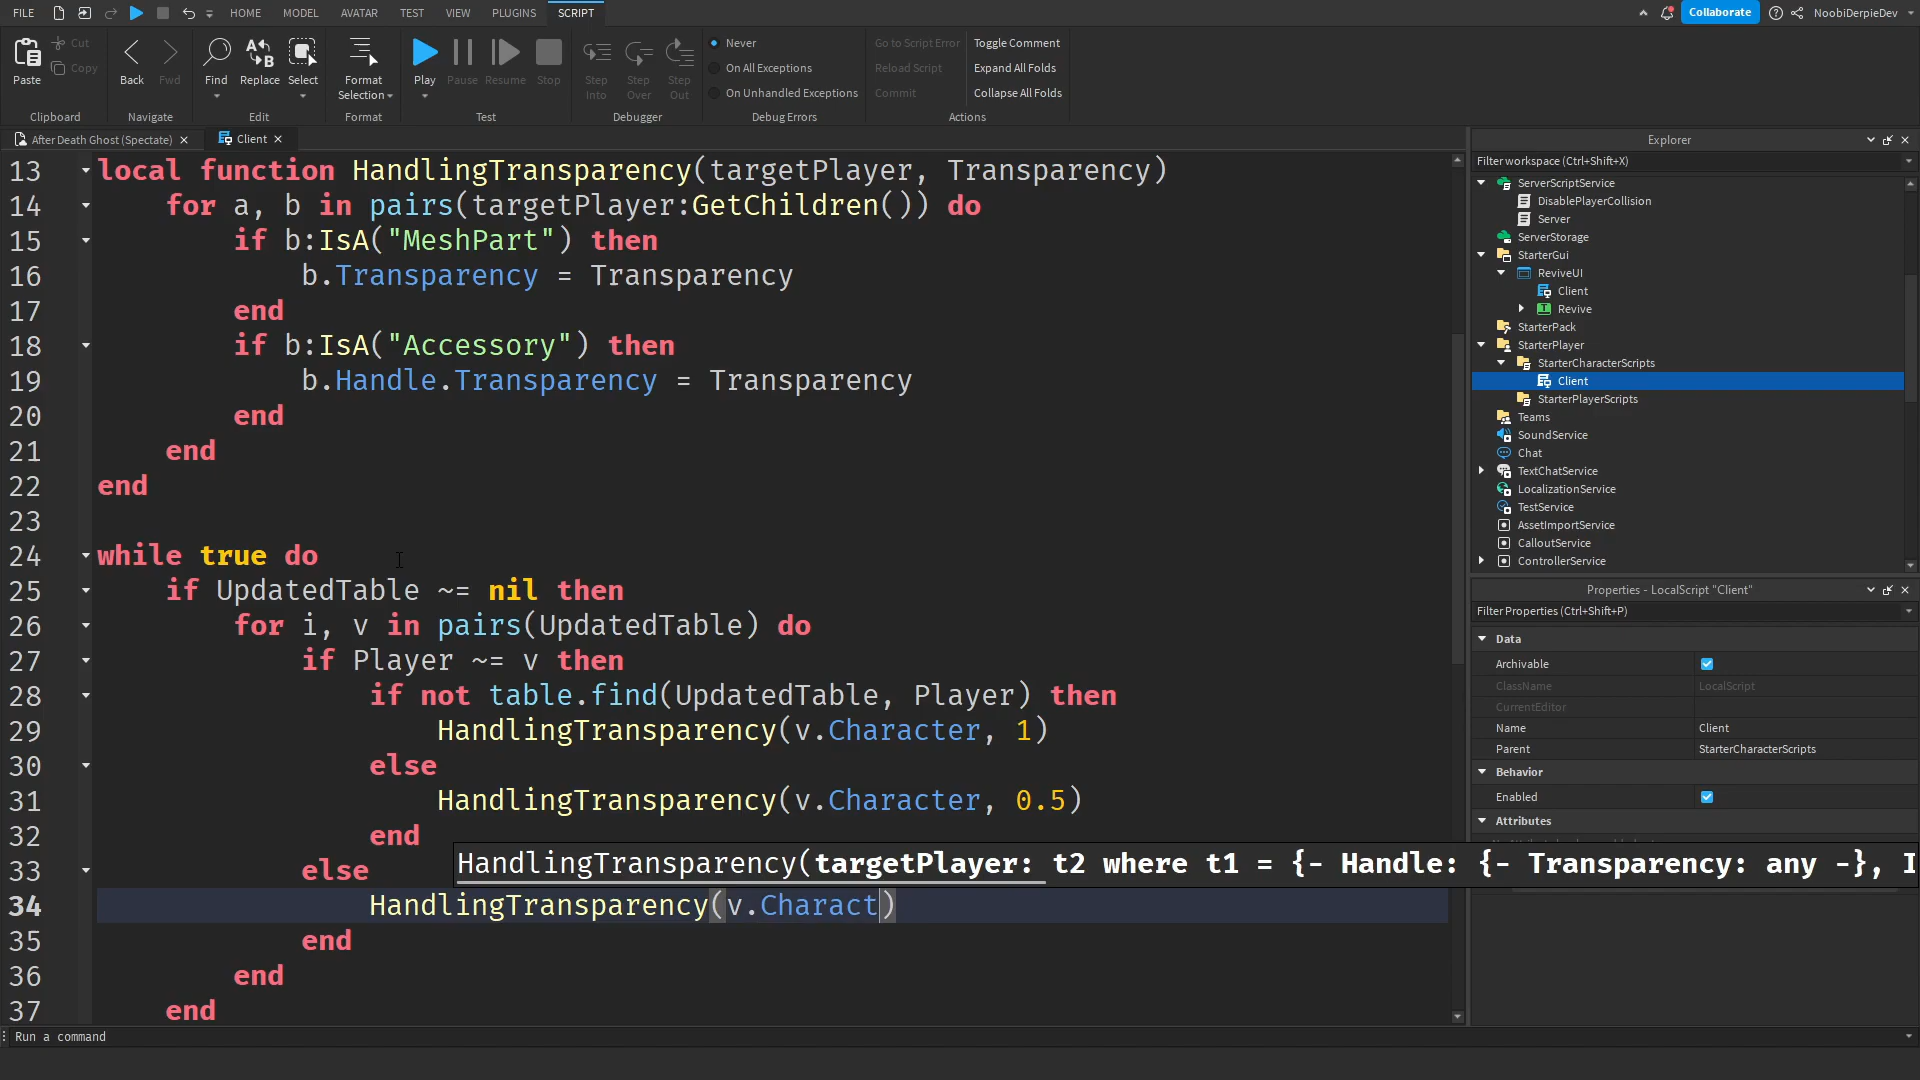 FILE HOME MODEL AVATAR TEST VIEW PLUGINS SCRIPT Collaborate NoobiDerpieDev
Paste Cut Copy Clipboard
Back Fwd Navigate
Find Replace Select Edit
Format Selection Format
Play Pause Resume Stop Test
Step Into Step Over Step Out Debugger
Never
On All Exceptions
On Unhandled Exceptions
Debug Errors
Go to Script Error Toggle Comment
Reload Script Expand All Folds
Commit Collapse All Folds
Actions
After Death Ghost (Spectate) Client
13 local function HandlingTransparency(targetPlayer, Transparency)
14 for a, b in pairs(targetPlayer:GetChildren()) do
15 if b:IsA("MeshPart") then
16 b.Transparency = Transparency
17 end
18 if b:IsA("Accessory") then
19 b.Handle.Transparency = Transparency
20 end
21 end
22 end
23
24 while true do
25 if UpdatedTable ~= nil then
26 for i, v in pairs(UpdatedTable) do
27 if Player ~= v then
28 if not table.find(UpdatedTable, Player) then
29 HandlingTransparency(v.Character, 1)
30 else
31 HandlingTransparency(v.Character, 0.5)
32 end
33 else
HandlingTransparency(targetPlayer: t2 where t1 = {- Handle: {- Transparency: any -}, I
34 HandlingTransparency(v.Charact)
35 end
36 end
37 end
Run a command
Explorer
Filter workspace (Ctrl+Shift+X)
ServerScriptService
DisablePlayerCollision
Server
ServerStorage
StarterGui
ReviveUI
Client
Revive
StarterPack
StarterPlayer
StarterCharacterScripts
Client
StarterPlayerScripts
Teams
SoundService
Chat
TextChatService
LocalizationService
TestService
AssetImportService
CalloutService
ControllerService
Properties - LocalScript "Client"
Filter Properties (Ctrl+Shift+P)
Data
Archivable
ClassName LocalScript
CurrentEditor
Name Client
Parent StarterCharacterScripts
Behavior
Enabled
Attributes